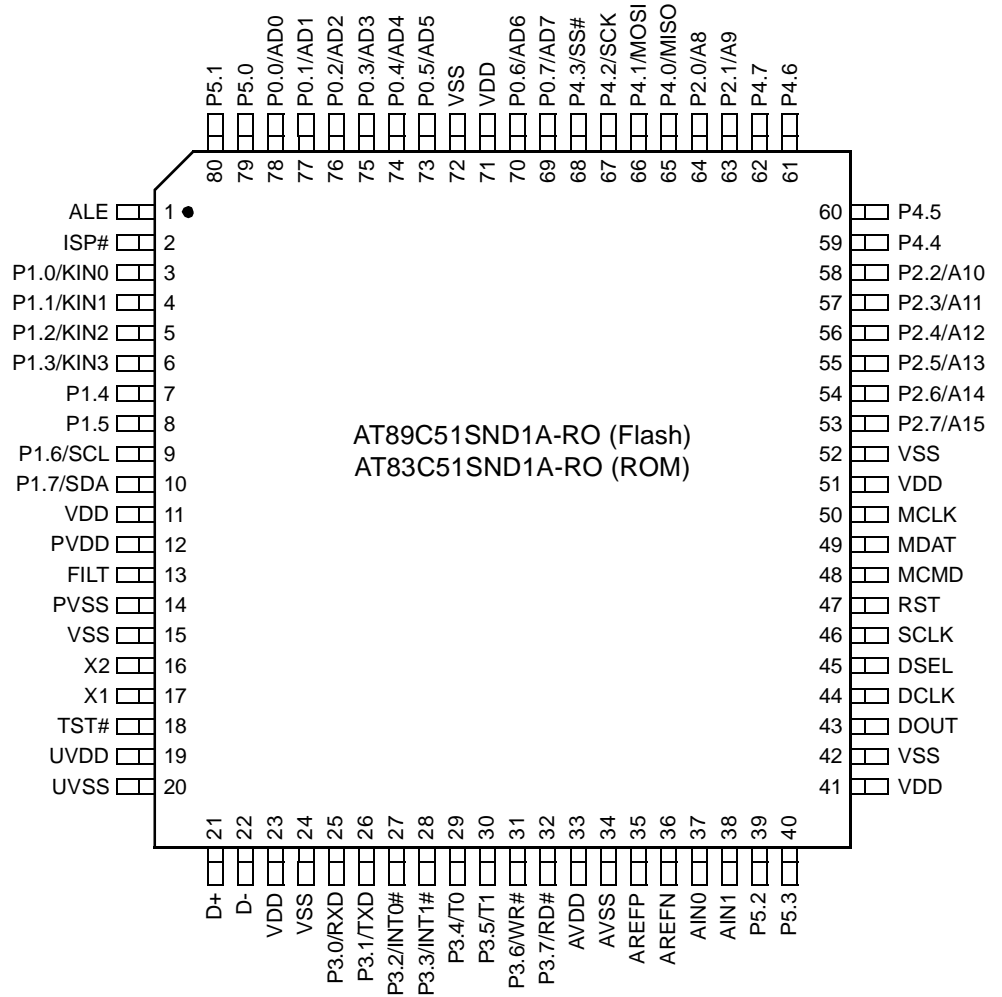 P5.1
P5.0
P0.0/AD0
P0.1/AD1
P0.2/AD2
P0.3/AD3
P0.4/AD4
P0.5/AD5
VSS
VDD
P0.6/AD6
P0.7/AD7
P4.3/SS#
P4.2/SCK
P4.1/MOSI
P4.0/MISO
P2.0/A8
P2.1/A9
P4.7
P4.6
80
79
78
77
76
75
74
73
72
71
70
69
68
67
66
65
64
63
62
61
ALE 1
ISP# 2
P1.0/KIN0 3
P1.1/KIN1 4
P1.2/KIN2 5
P1.3/KIN3 6
P1.4 7
P1.5 8
P1.6/SCL 9
P1.7/SDA 10
VDD 11
PVDD 12
FILT 13
PVSS 14
VSS 15
X2 16
X1 17
TST# 18
UVDD 19
UVSS 20
AT89C51SND1A-RO (Flash)
AT83C51SND1A-RO (ROM)
60 P4.5
59 P4.4
58 P2.2/A10
57 P2.3/A11
56 P2.4/A12
55 P2.5/A13
54 P2.6/A14
53 P2.7/A15
52 VSS
51 VDD
50 MCLK
49 MDAT
48 MCMD
47 RST
46 SCLK
45 DSEL
44 DCLK
43 DOUT
42 VSS
41 VDD
21
22
23
24
25
26
27
28
29
30
31
32
33
34
35
36
37
38
39
40
D+
D-
VDD
VSS
P3.0/RXD
P3.1/TXD
P3.2/INT0#
P3.3/INT1#
P3.4/T0
P3.5/T1
P3.6/WR#
P3.7/RD#
AVDD
AVSS
AREFP
AREFN
AIN0
AIN1
P5.2
P5.3